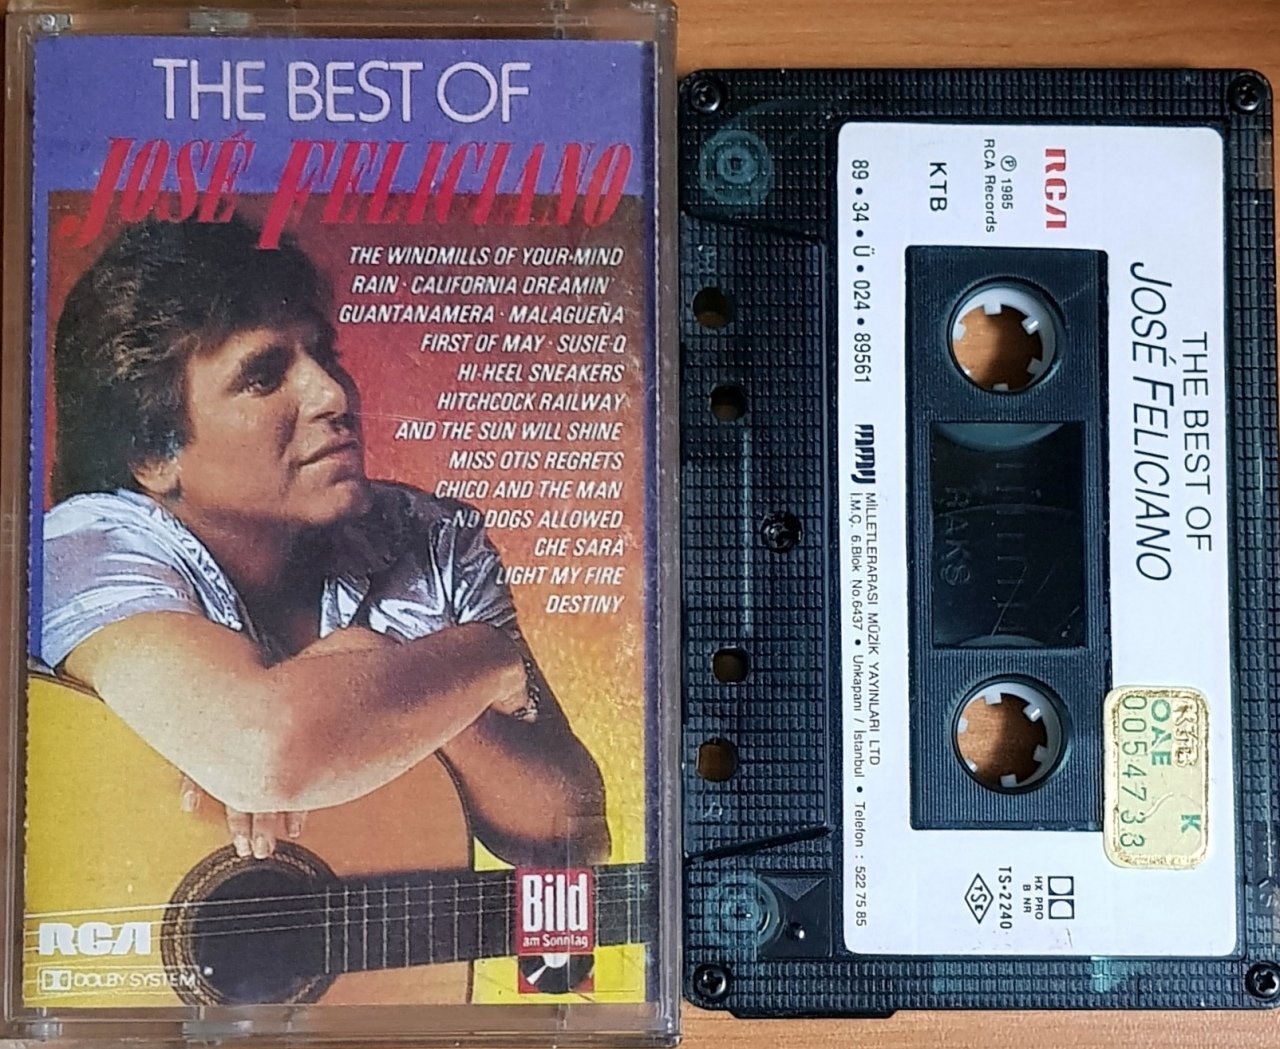 THE BEST OF
JOSÉ FELICIANO
THE WINDMILLS OF YOUR·MIND
RAIN · CALIFORNIA DREAMIN'
GUANTANAMERA · MALAGUEÑA
FIRST OF MAY · SUSIE·Q
HI-HEEL SNEAKERS
HITCHCOCK RAILWAY
AND THE SUN WILL SHINE
MISS OTIS REGRETS
CHICO AND THE MAN
NO DOGS ALLOWED
CHE SARA
LIGHT MY FIRE
DESTINY
Bild
am Sonntag
RCA
DOLBY SYSTEM
THE BEST OF
JOSÉ FELICIANO
RCA
℗ 1985
RCA Records
KTB
89 • 34 • Ü • 024 • 89561
MİLLETLERARASI MÜZİK YAYINLARI LTD
İ.M.Ç. 6.Blok No.6437 • Unkapanı / İstanbul • Telefon : 522 75 85
RAKS
K
OAE
0054733
HX PRO
B NR
TS•2240
TSE